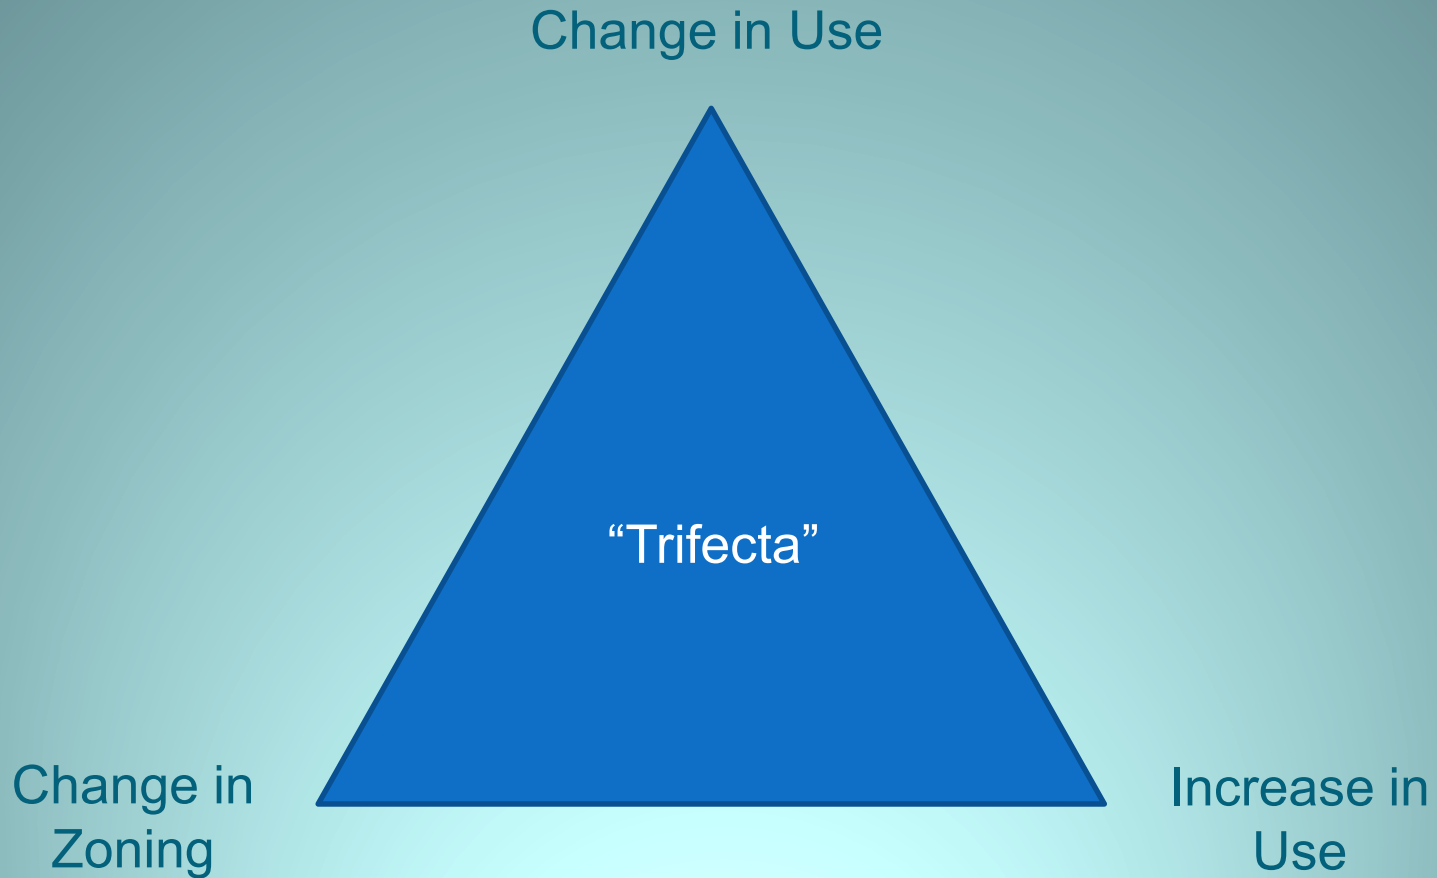 Change in Use
“Trifecta”
Change in
Zoning
Increase in
Use